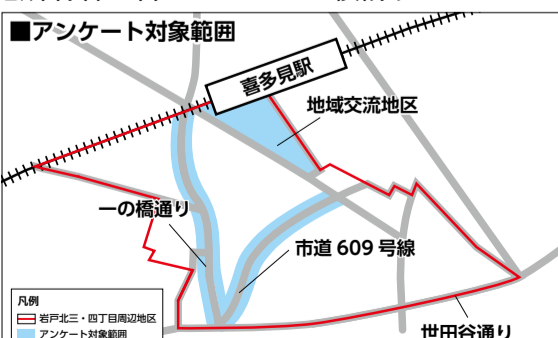 ■アンケート対象範囲
喜多見駅
地域交流地区
一の橋通り
市道 609 号線
凡例
岩戸北三・四丁目周辺地区
アンケート対象範囲
世田谷通り